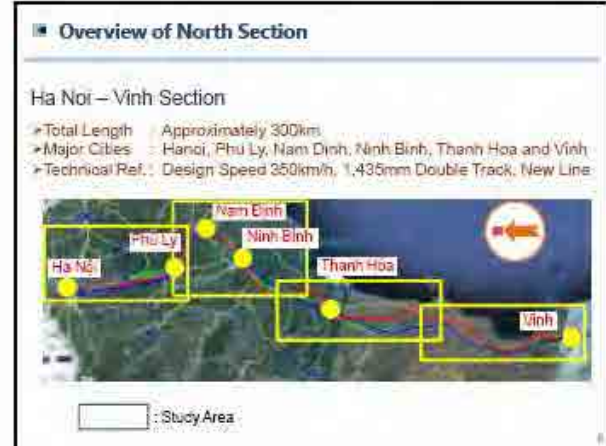 Overview of North Section
Ha Noi – Vinh Section
➢Total Length : Approximately 300km
➢Major Cities : Hanoi, Phu Ly, Nam Dinh, Ninh Binh, Thanh Hoa and Vinh
➢Technical Ref. : Design Speed 350km/h, 1,435mm Double Track, New Line
Nam Định
Phu Ly
Ninh Binh
Ha Nội
Thanh Hoa
Vinh
: Study Area